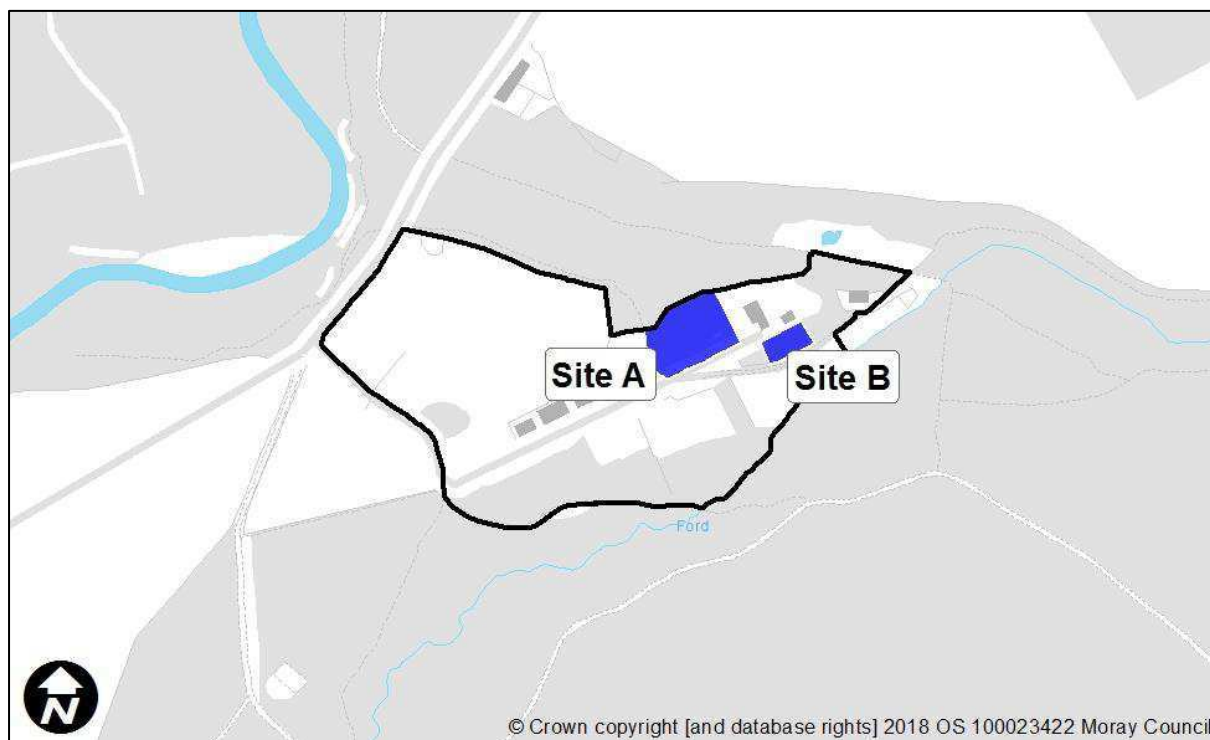 Site A
Site B
Ford
N
© Crown copyright [and database rights] 2018 OS 100023422 Moray Council